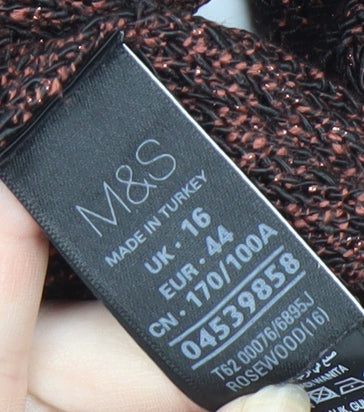 M&S
MADE IN TURKEY
UK · 16
EUR · 44
CN · 170/100A
04539858
T62 00076/6895J
ROSEWOOD(16)